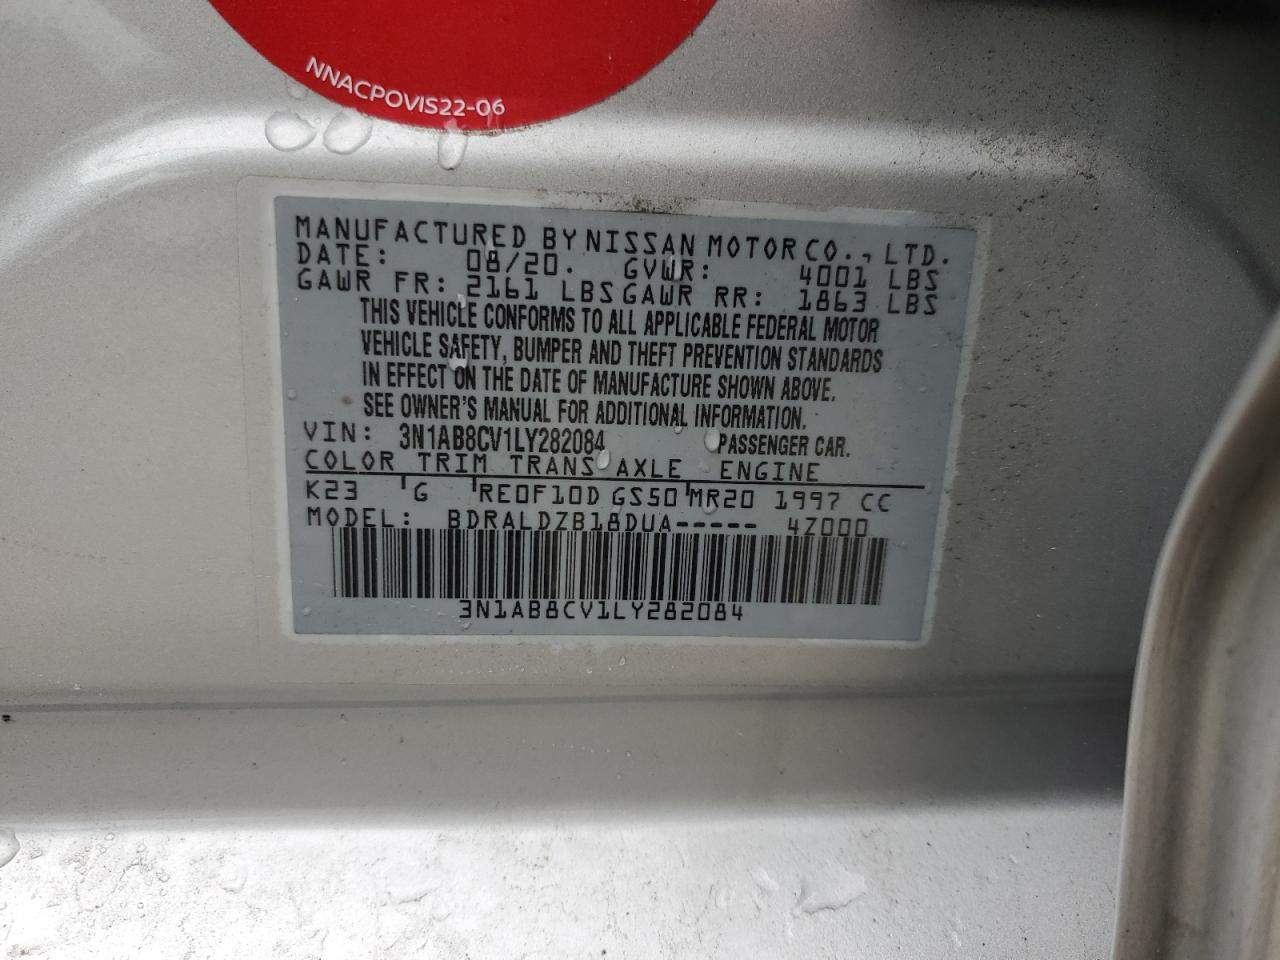 NNACPOVIS22-06
MANUFACTURED BY NISSAN MOTOR CO., LTD.
DATE: 08/20. GVWR: 4001 LBS
GAWR FR: 2161 LBS GAWR RR: 1863 LBS
THIS VEHICLE CONFORMS TO ALL APPLICABLE FEDERAL MOTOR
VEHICLE SAFETY, BUMPER AND THEFT PREVENTION STANDARDS
IN EFFECT ON THE DATE OF MANUFACTURE SHOWN ABOVE.
SEE OWNER'S MANUAL FOR ADDITIONAL INFORMATION.
VIN: 3N1AB8CV1LY282084 PASSENGER CAR.
COLOR TRIM TRANS AXLE ENGINE
K23 G RE0F10D GS50 MR20 1997 CC
MODEL: BDRALDZB18DUA----- 4Z000
3N1AB8CV1LY282084